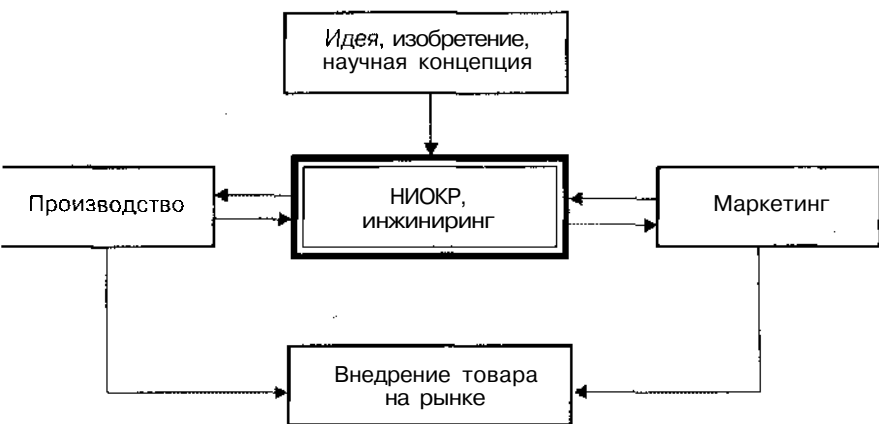 Идея, изобретение,
научная концепция
Производство
НИОКР,
инжиниринг
Маркетинг
Внедрение товара
на рынке